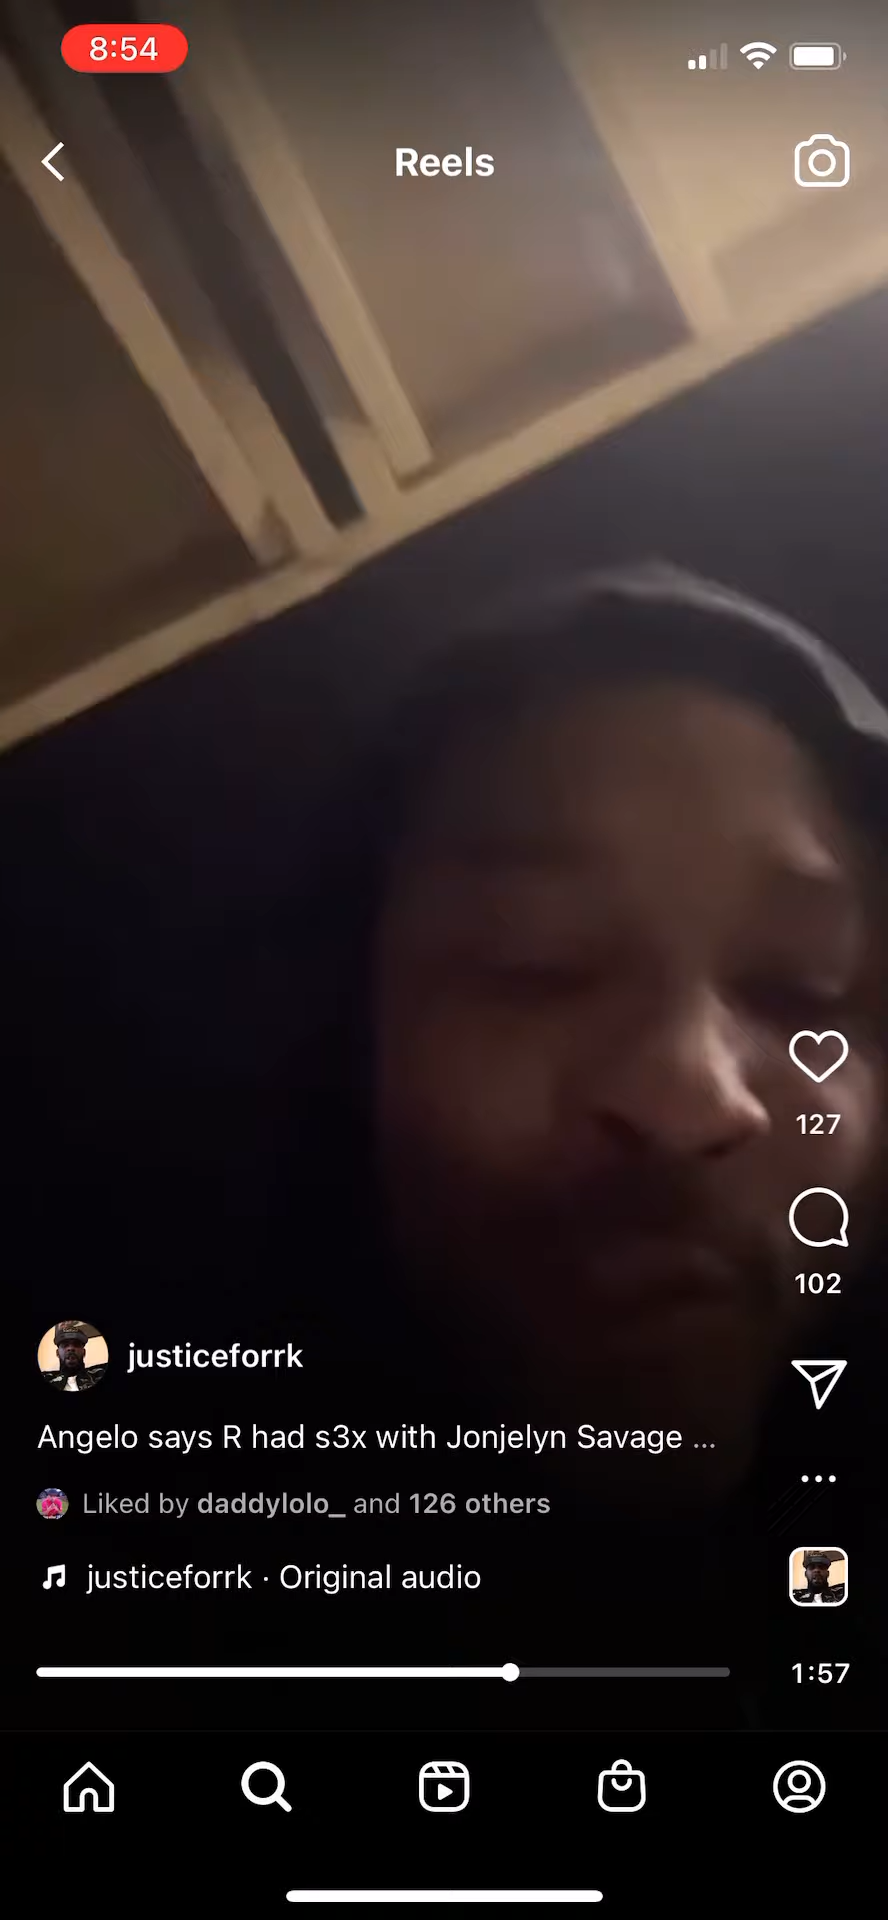 8:54
Reels
127
102
justiceforrk
Angelo says R had s3x with Jonjelyn Savage ...
Liked by daddylolo_ and 126 others
justiceforrk · Original audio
1:57